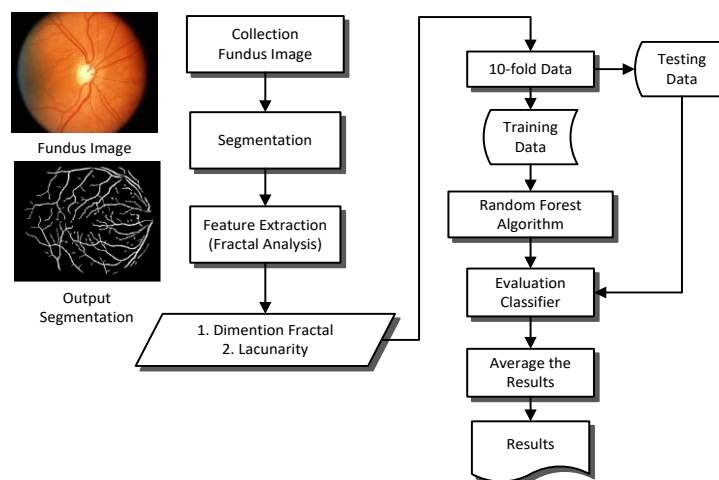 Fundus Image
Output
Segmentation
Collection
Fundus Image
Segmentation
Feature Extraction
(Fractal Analysis)
1. Dimention Fractal
2. Lacunarity
10-fold Data
Testing
Data
Training
Data
Random Forest
Algorithm
Evaluation
Classifier
Average the
Results
Results